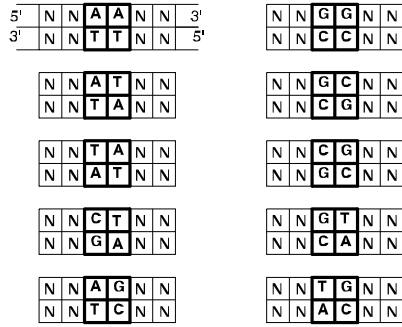 5' N N A A N N 3' N N G G N N
3' N N T T N N 5' N N C C N N
N N A T N N N N G C N N
N N T A N N N N C G N N
N N T A N N N N C G N N
N N A T N N N N G C N N
N N C T N N N N G T N N
N N G A N N N N C A N N
N N A G N N N N T G N N
N N T C N N N N A C N N